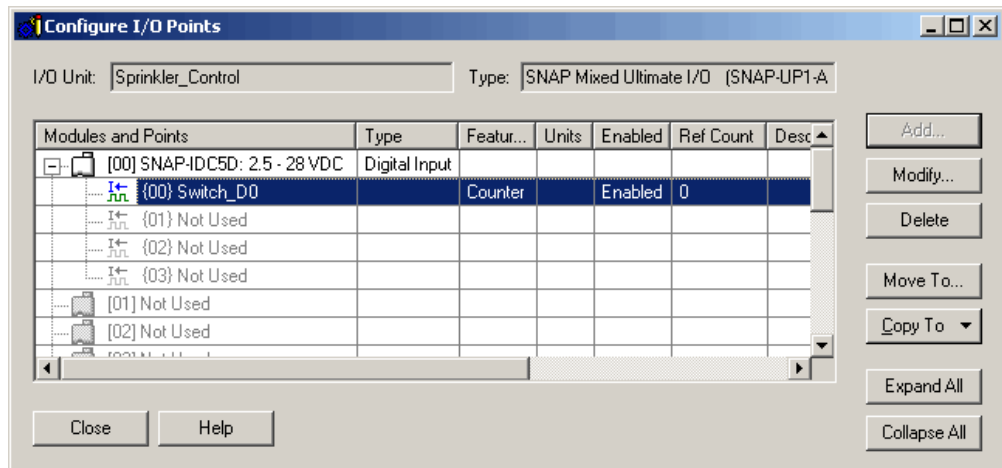 Configure I/O Points
I/O Unit: Sprinkler_Control Type: SNAP Mixed Ultimate I/O (SNAP-UP1-A
Modules and Points Type Featur... Units Enabled Ref Count Desc
[00] SNAP-IDC5D: 2.5 - 28 VDC Digital Input
{00} Switch_D0 Counter Enabled 0
{01} Not Used
{02} Not Used
{03} Not Used
[01] Not Used
[02] Not Used
Add...
Modify...
Delete
Move To...
Copy To
Expand All
Collapse All
Close Help